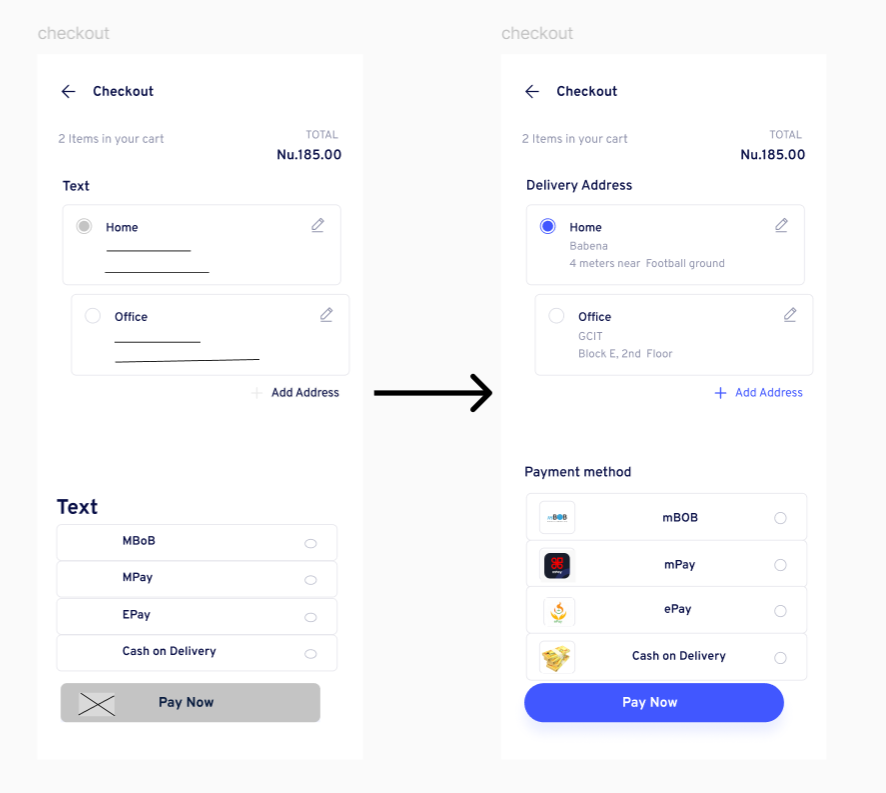 checkout
Checkout
2 Items in your cart
TOTAL
Nu.185.00
Text
Home
Office
Add Address
Text
MBoB
MPay
EPay
Cash on Delivery
Pay Now
checkout
Checkout
2 Items in your cart
TOTAL
Nu.185.00
Delivery Address
Home
Babena
4 meters near Football ground
Office
GCIT
Block E, 2nd Floor
Add Address
Payment method
mBOB
mBOB
mPay
ePay
Cash on Delivery
Pay Now